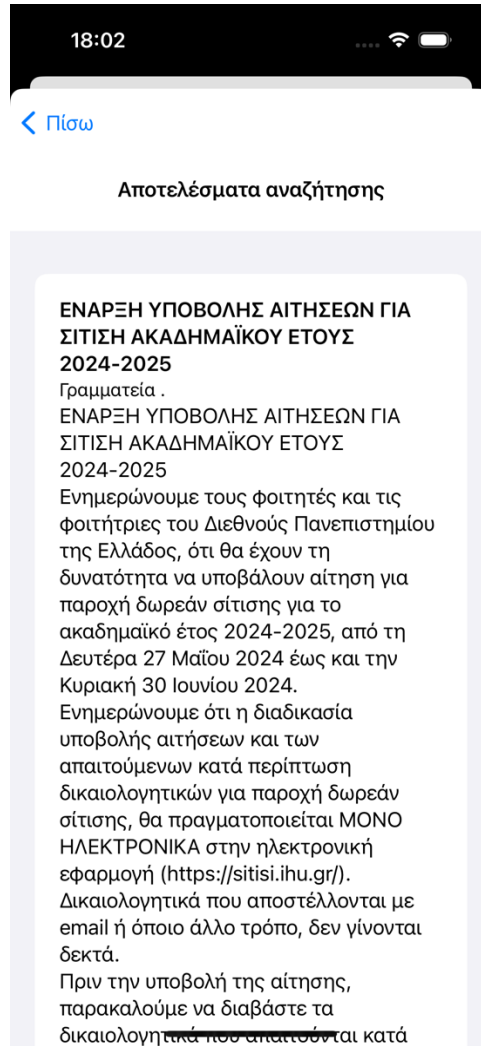 18:02
Πίσω
Αποτελέσματα αναζήτησης
ΕΝΑΡΞΗ ΥΠΟΒΟΛΗΣ ΑΙΤΗΣΕΩΝ ΓΙΑ
ΣΙΤΙΣΗ ΑΚΑΔΗΜΑΪΚΟΥ ΕΤΟΥΣ
2024-2025
Γραμματεία .
ΕΝΑΡΞΗ ΥΠΟΒΟΛΗΣ ΑΙΤΗΣΕΩΝ ΓΙΑ
ΣΙΤΙΣΗ ΑΚΑΔΗΜΑΪΚΟΥ ΕΤΟΥΣ
2024-2025
Ενημερώνουμε τους φοιτητές και τις
φοιτήτριες του Διεθνούς Πανεπιστημίου
της Ελλάδος, ότι θα έχουν τη
δυνατότητα να υποβάλουν αίτηση για
παροχή δωρεάν σίτισης για το
ακαδημαϊκό έτος 2024-2025, από τη
Δευτέρα 27 Μαΐου 2024 έως και την
Κυριακή 30 Ιουνίου 2024.
Ενημερώνουμε ότι η διαδικασία
υποβολής αιτήσεων και των
απαιτούμενων κατά περίπτωση
δικαιολογητικών για παροχή δωρεάν
σίτισης, θα πραγματοποιείται ΜΟΝΟ
ΗΛΕΚΤΡΟΝΙΚΑ στην ηλεκτρονική
εφαρμογή (https://sitisi.ihu.gr/).
Δικαιολογητικά που αποστέλλονται με
email ή όποιο άλλο τρόπο, δεν γίνονται
δεκτά.
Πριν την υποβολή της αίτησης,
παρακαλούμε να διαβάστε τα
δικαιολογητικά που απαιτούνται κατά